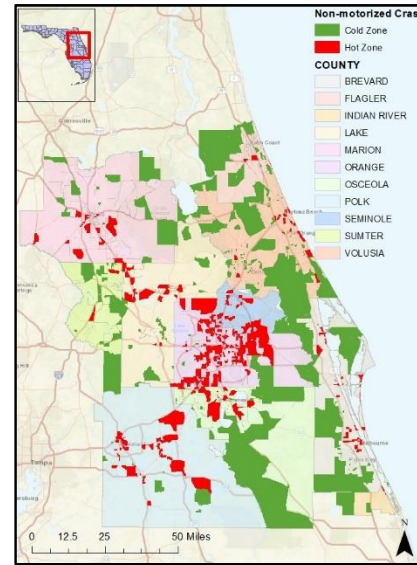 Non-motorized Cras
Cold Zone
Hot Zone
COUNTY
BREVARD
FLAGLER
INDIAN RIVER
LAKE
MARION
ORANGE
OSCEOLA
POLK
SEMINOLE
SUMTER
VOLUSIA
Tampa
0 12.5 25 50 Miles